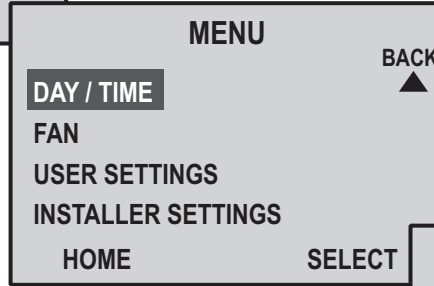 MENU
BACK
DAY / TIME
FAN
USER SETTINGS
INSTALLER SETTINGS
HOME SELECT